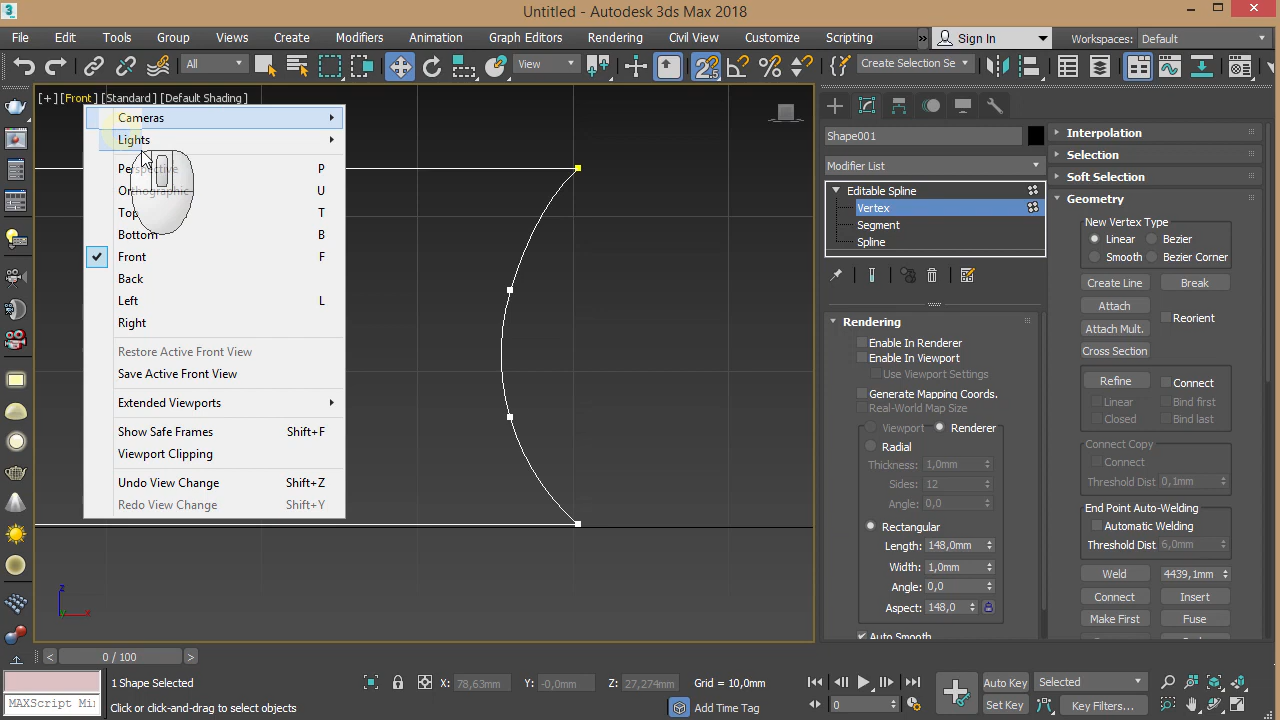 Untitled - Autodesk 3ds Max 2018
File Edit Tools Group Views Create Modifiers Animation Graph Editors Rendering Civil View Customize Scripting » Sign In Workspaces: Default
All View Create Selection Se
[+] [Front] [Standard] [Default Shading]
Cameras
Lights
Perspective P
Orthographic U
Top T
Bottom B
Front F
Back
Left L
Right
Restore Active Front View
Save Active Front View
Extended Viewports
Show Safe Frames Shift+F
Viewport Clipping
Undo View Change Shift+Z
Redo View Change Shift+Y
z
x
Shape001
Modifier List
Editable Spline
Vertex
Segment
Spline
Rendering
Enable In Renderer
Enable In Viewport
Use Viewport Settings
Generate Mapping Coords.
Real-World Map Size
Viewport Renderer
Radial
Thickness: 1,0mm
Sides: 12
Angle: 0,0
Rectangular
Length: 148,0mm
Width: 1,0mm
Angle: 0,0
Aspect: 148,0
Auto Smooth
Interpolation
Selection
Soft Selection
Geometry
New Vertex Type
Linear Bezier
Smooth Bezier Corner
Create Line Break
Attach Reorient
Attach Mult.
Cross Section
Refine Connect
Linear Bind first
Closed Bind last
Connect Copy
Connect
Threshold Dist 0,1mm
End Point Auto-Welding
Automatic Welding
Threshold Dist 6,0mm
Weld 4439,1mm
Connect Insert
Make First Fuse
< 0 / 100 >
1 Shape Selected X: 78,63mm Y: -0,0mm Z: 27,274mm Grid = 10,0mm Auto Key Selected
MAXScript Mi Click or click-and-drag to select objects Add Time Tag 0 Set Key Key Filters...